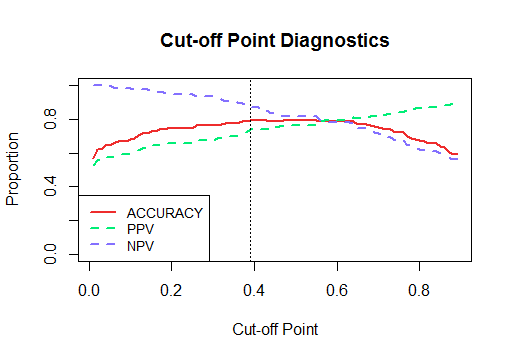 Cut-off Point Diagnostics
Proportion
0.8
0.4
0.0
ACCURACY
PPV
NPV
0.0 0.2 0.4 0.6 0.8
Cut-off Point